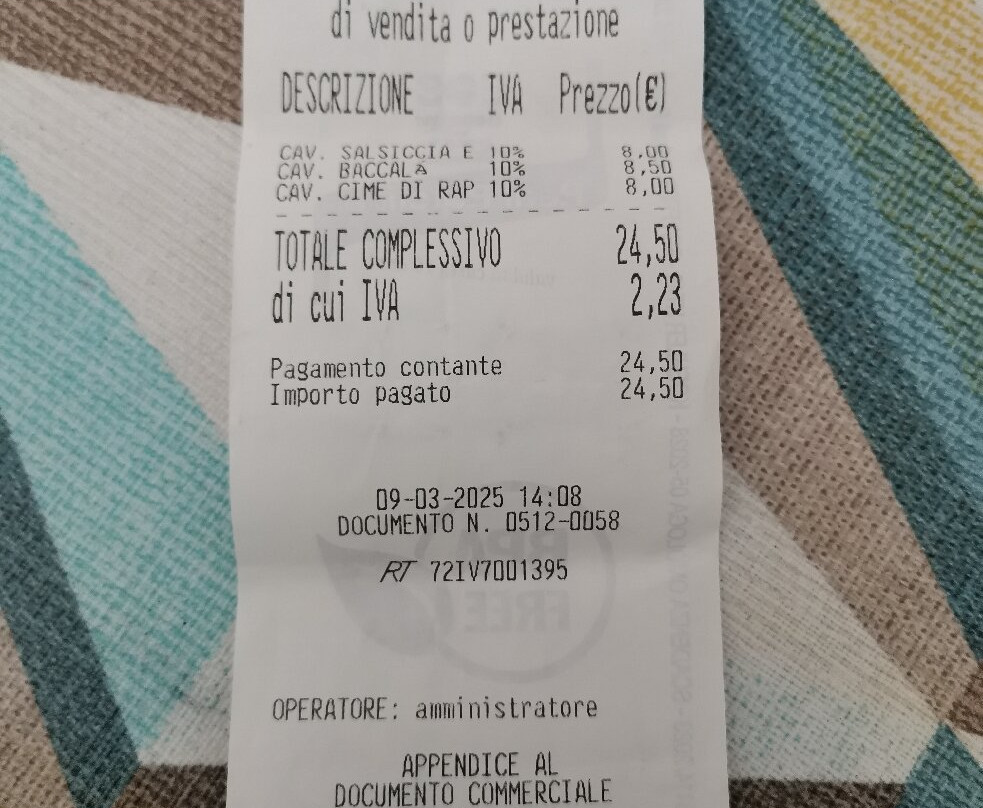 di vendita o prestazione
DESCRIZIONE IVA Prezzo(€)
CAV. SALSICCIA E 10% 8,00
CAV. BACCALÀ 10% 8,50
CAV. CIME DI RAP 10% 8,00
TOTALE COMPLESSIVO 24,50
di cui IVA 2,23
Pagamento contante 24,50
Importo pagato 24,50
09-03-2025 14:08
DOCUMENTO N. 0512-0058
RT 72IV7001395
BPA
FREE
OPERATORE: amministratore
APPENDICE AL
DOCUMENTO COMMERCIALE